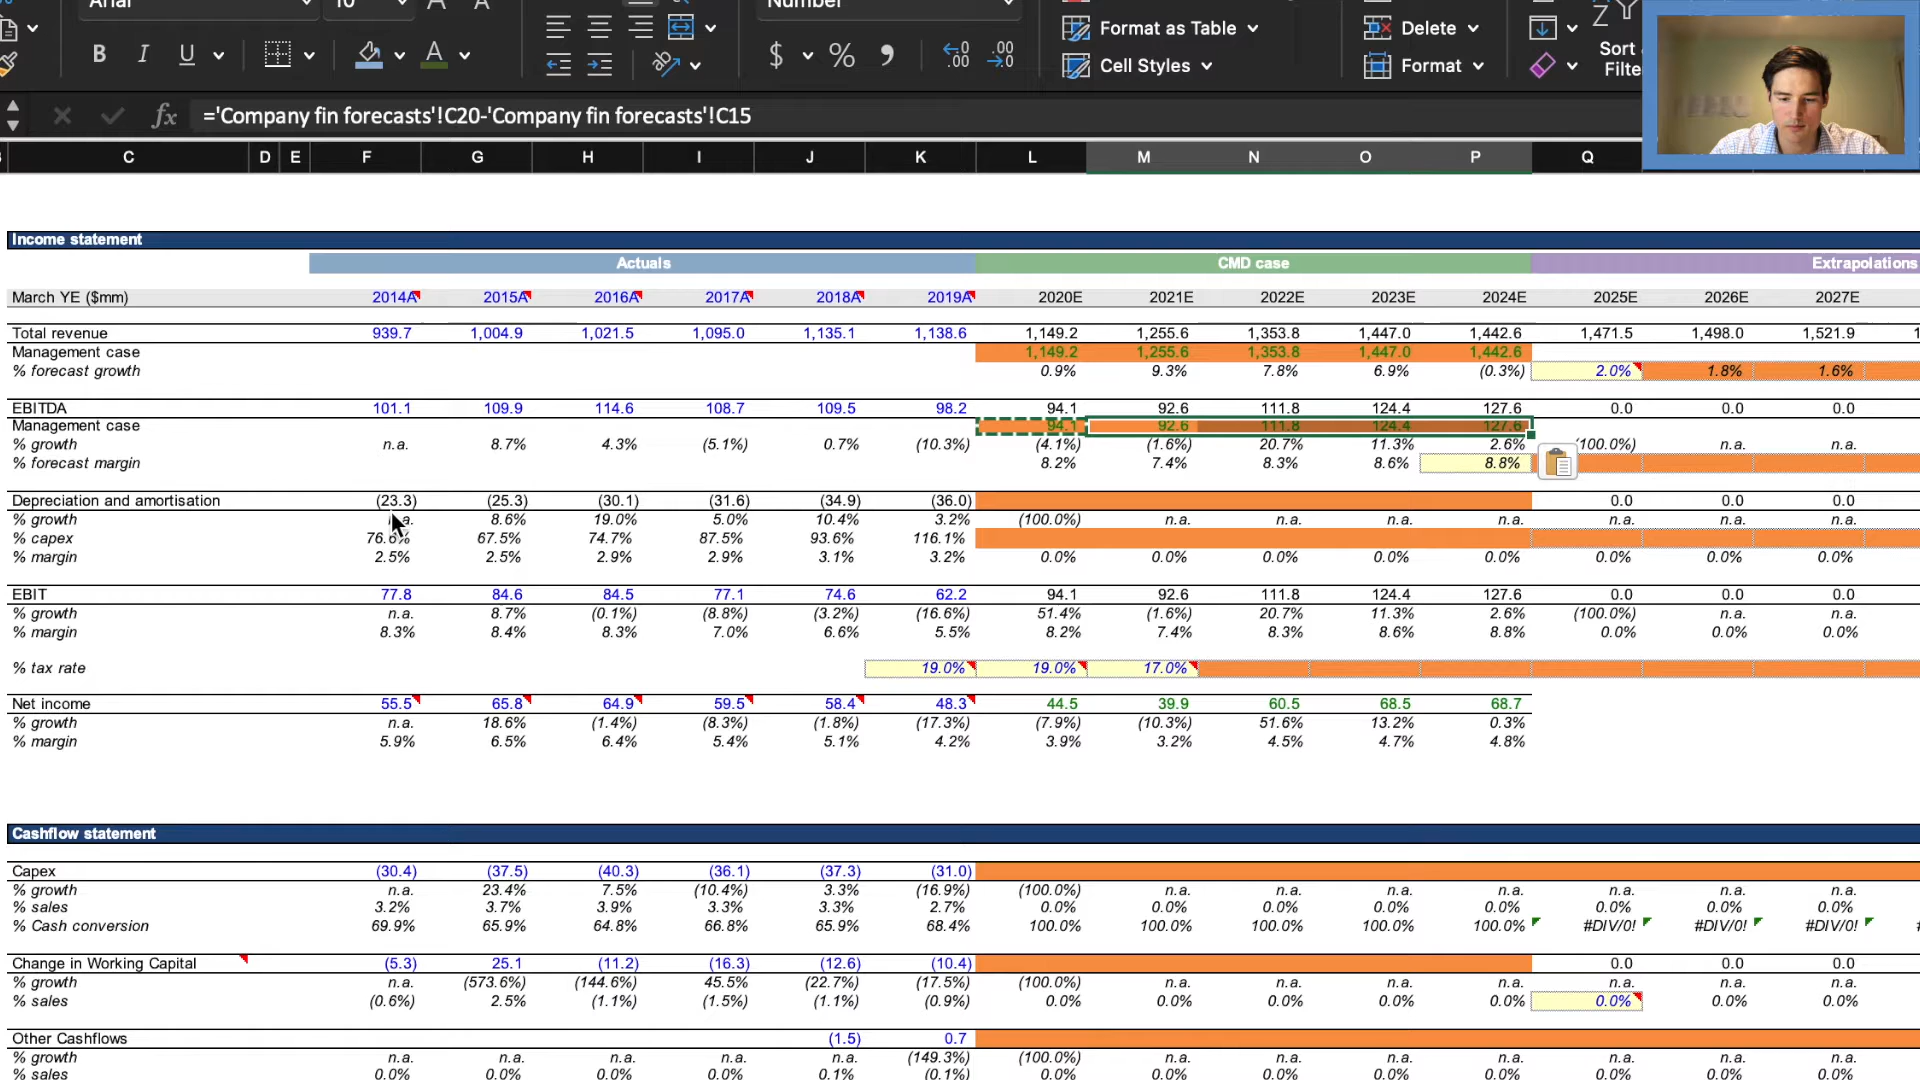 Arial 10 Number
Format as Table Delete Sort
B I U A $ % Cell Styles Format Filte
fx ='Company fin forecasts'!C20-'Company fin forecasts'!C15
C D E F G H I J K L M N O P Q
Income statement
Actuals CMD case Extrapolations
March YE ($mm) 2014A 2015A 2016A 2017A 2018A 2019A 2020E 2021E 2022E 2023E 2024E 2025E 2026E 2027E
Total revenue 939.7 1,004.9 1,021.5 1,095.0 1,135.1 1,138.6 1,149.2 1,255.6 1,353.8 1,447.0 1,442.6 1,471.5 1,498.0 1,521.9
Management case 1,149.2 1,255.6 1,353.8 1,447.0 1,442.6
% forecast growth 0.9% 9.3% 7.8% 6.9% (0.3%) 2.0% 1.8% 1.6%
EBITDA 101.1 109.9 114.6 108.7 109.5 98.2 94.1 92.6 111.8 124.4 127.6 0.0 0.0 0.0
Management case 94.1 92.6 111.8 124.4 127.6
% growth n.a. 8.7% 4.3% (5.1%) 0.7% (10.3%) (4.1%) (1.6%) 20.7% 11.3% 2.6% (100.0%) n.a. n.a.
% forecast margin 8.2% 7.4% 8.3% 8.6% 8.8%
Depreciation and amortisation (23.3) (25.3) (30.1) (31.6) (34.9) (36.0) 0.0 0.0 0.0
% growth n.a. 8.6% 19.0% 5.0% 10.4% 3.2% (100.0%) n.a. n.a. n.a. n.a. n.a. n.a. n.a.
% capex 76.6% 67.5% 74.7% 87.5% 93.6% 116.1%
% margin 2.5% 2.5% 2.9% 2.9% 3.1% 3.2% 0.0% 0.0% 0.0% 0.0% 0.0% 0.0% 0.0% 0.0%
EBIT 77.8 84.6 84.5 77.1 74.6 62.2 94.1 92.6 111.8 124.4 127.6 0.0 0.0 0.0
% growth n.a. 8.7% (0.1%) (8.8%) (3.2%) (16.6%) 51.4% (1.6%) 20.7% 11.3% 2.6% (100.0%) n.a. n.a.
% margin 8.3% 8.4% 8.3% 7.0% 6.6% 5.5% 8.2% 7.4% 8.3% 8.6% 8.8% 0.0% 0.0% 0.0%
% tax rate 19.0% 19.0% 17.0%
Net income 55.5 65.8 64.9 59.5 58.4 48.3 44.5 39.9 60.5 68.5 68.7
% growth n.a. 18.6% (1.4%) (8.3%) (1.8%) (17.3%) (7.9%) (10.3%) 51.6% 13.2% 0.3%
% margin 5.9% 6.5% 6.4% 5.4% 5.1% 4.2% 3.9% 3.2% 4.5% 4.7% 4.8%
Cashflow statement
Capex (30.4) (37.5) (40.3) (36.1) (37.3) (31.0)
% growth n.a. 23.4% 7.5% (10.4%) 3.3% (16.9%) (100.0%) n.a. n.a. n.a. n.a. n.a. n.a. n.a.
% sales 3.2% 3.7% 3.9% 3.3% 3.3% 2.7% 0.0% 0.0% 0.0% 0.0% 0.0% 0.0% 0.0% 0.0%
% Cash conversion 69.9% 65.9% 64.8% 66.8% 65.9% 68.4% 100.0% 100.0% 100.0% 100.0% 100.0% #DIV/0! #DIV/0! #DIV/0!
Change in Working Capital (5.3) 25.1 (11.2) (16.3) (12.6) (10.4) 0.0 0.0 0.0
% growth n.a. (573.6%) (144.6%) 45.5% (22.7%) (17.5%) (100.0%) n.a. n.a. n.a. n.a. n.a. n.a. n.a.
% sales (0.6%) 2.5% (1.1%) (1.5%) (1.1%) (0.9%) 0.0% 0.0% 0.0% 0.0% 0.0% 0.0% 0.0% 0.0%
Other Cashflows (1.5) 0.7
% growth n.a. n.a. n.a. n.a. n.a. (149.3%) (100.0%) n.a. n.a. n.a. n.a. n.a. n.a. n.a.
% sales 0.0% 0.0% 0.0% 0.0% 0.1% (0.1%) 0.0% 0.0% 0.0% 0.0% 0.0% 0.0% 0.0% 0.0%